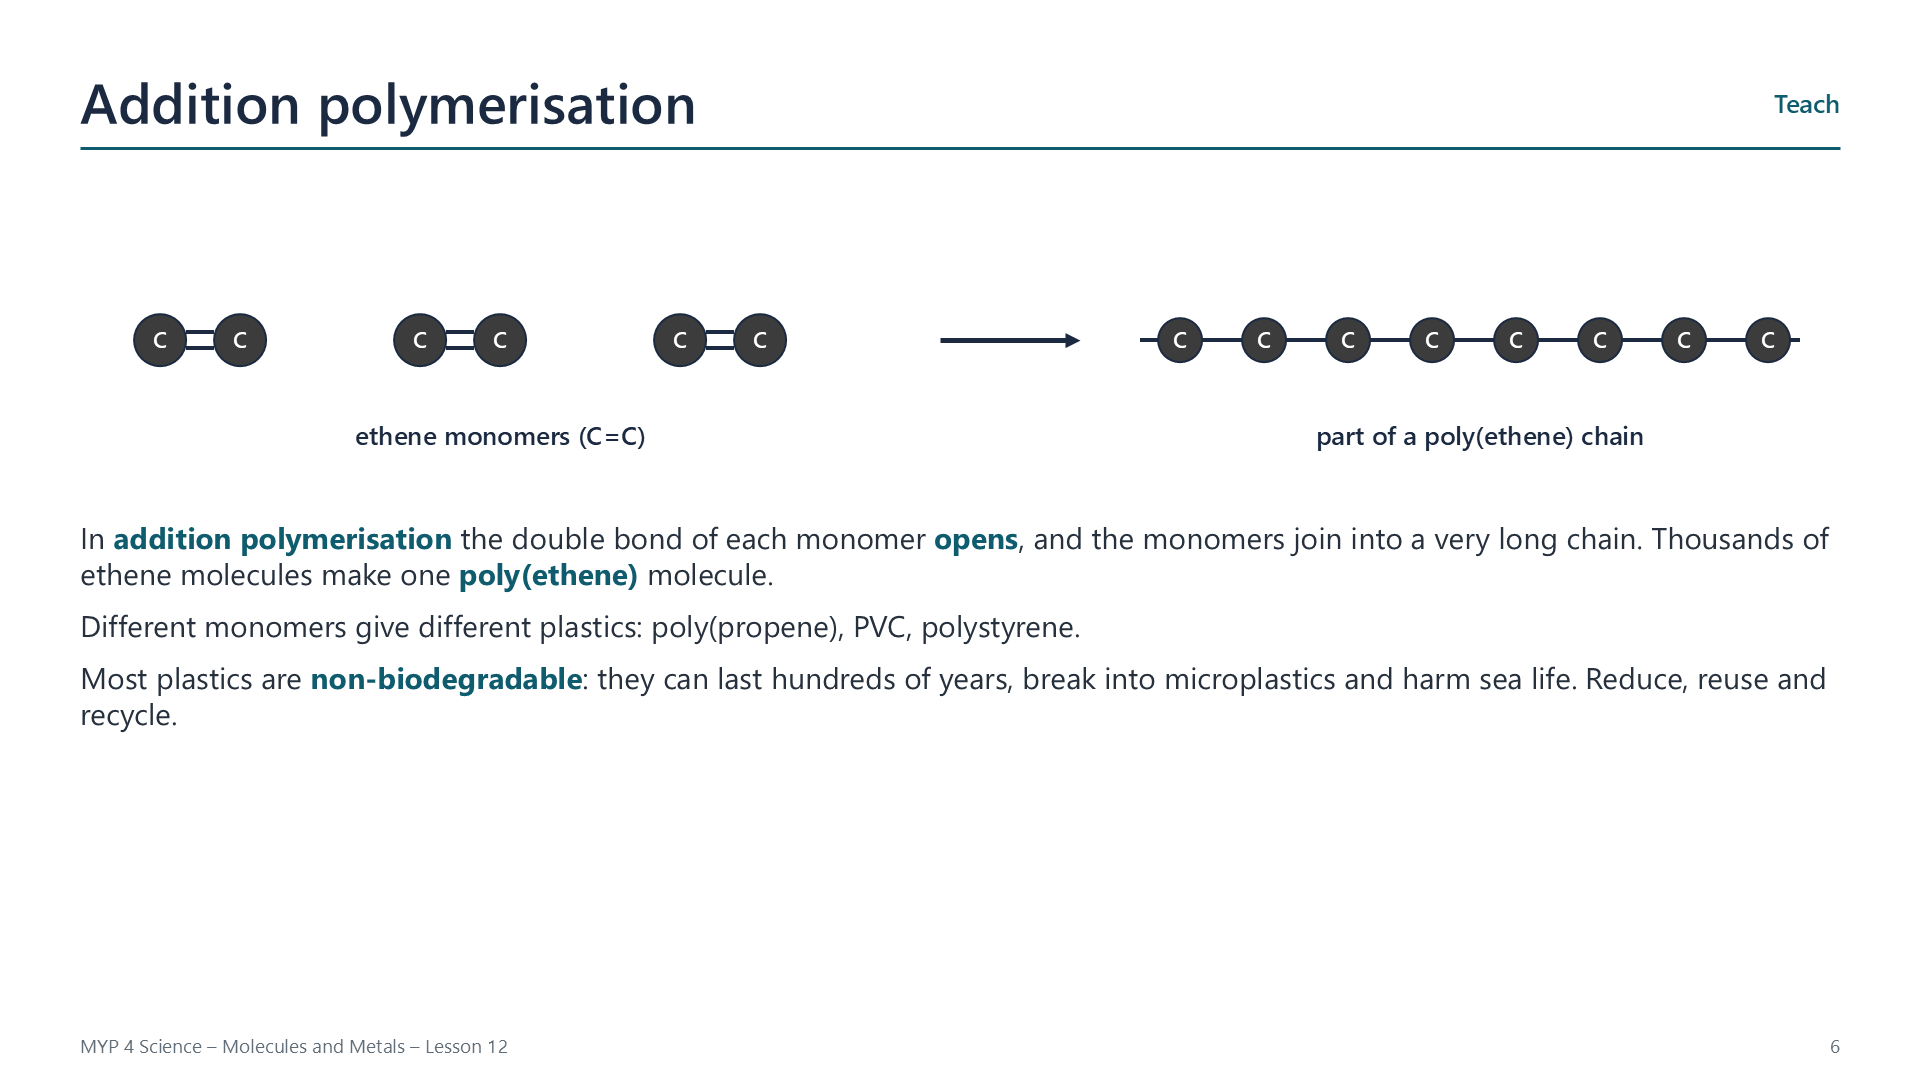 Addition polymerisation
Teach
C C C C C C C C C C C C C C
ethene monomers (C=C)
part of a poly(ethene) chain
In addition polymerisation the double bond of each monomer opens, and the monomers join into a very long chain. Thousands of
ethene molecules make one poly(ethene) molecule.
Different monomers give different plastics: poly(propene), PVC, polystyrene.
Most plastics are non-biodegradable: they can last hundreds of years, break into microplastics and harm sea life. Reduce, reuse and
recycle.
MYP 4 Science – Molecules and Metals – Lesson 12
6